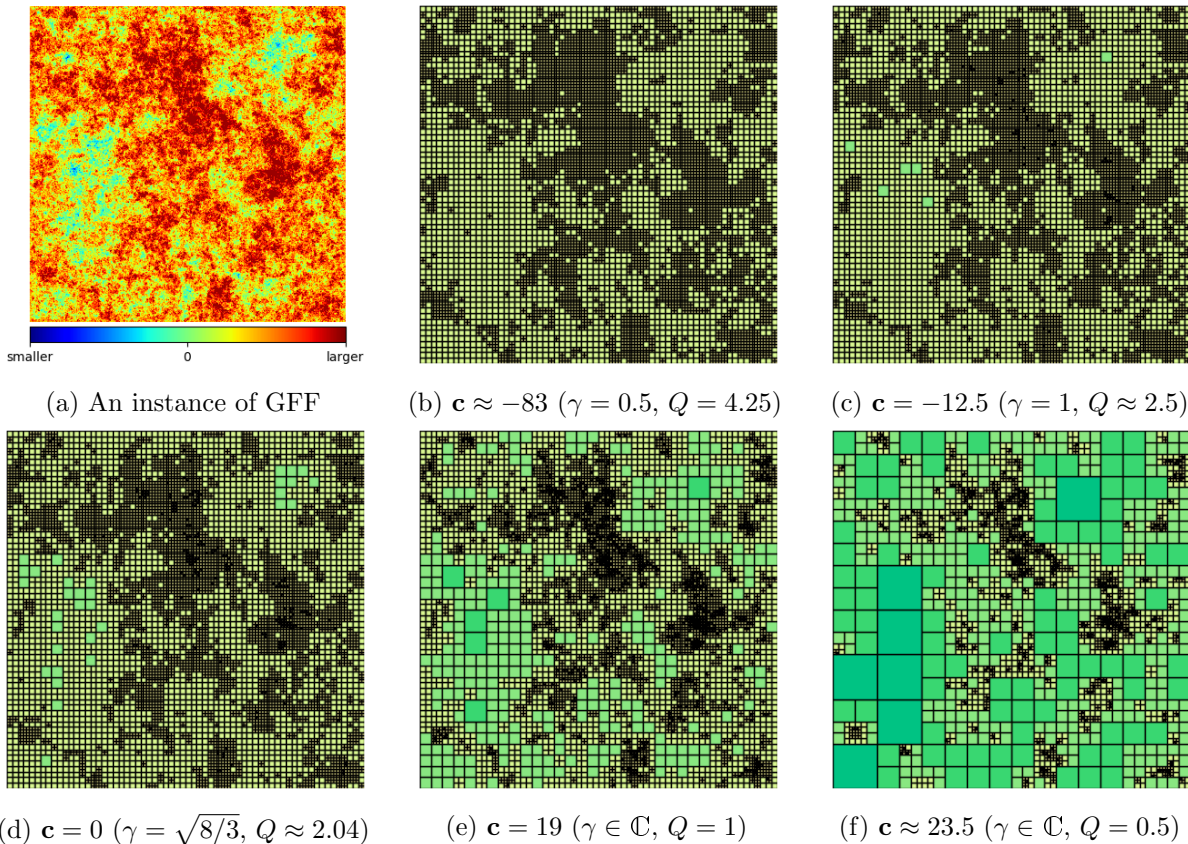 smaller 0 larger
(a) An instance of GFF
(b) c ≈ −83 (γ = 0.5, Q = 4.25)
(c) c = −12.5 (γ = 1, Q ≈ 2.5)
(d) c = 0 (γ = √8/3, Q ≈ 2.04)
(e) c = 19 (γ ∈ ℂ, Q = 1)
(f) c ≈ 23.5 (γ ∈ ℂ, Q = 0.5)